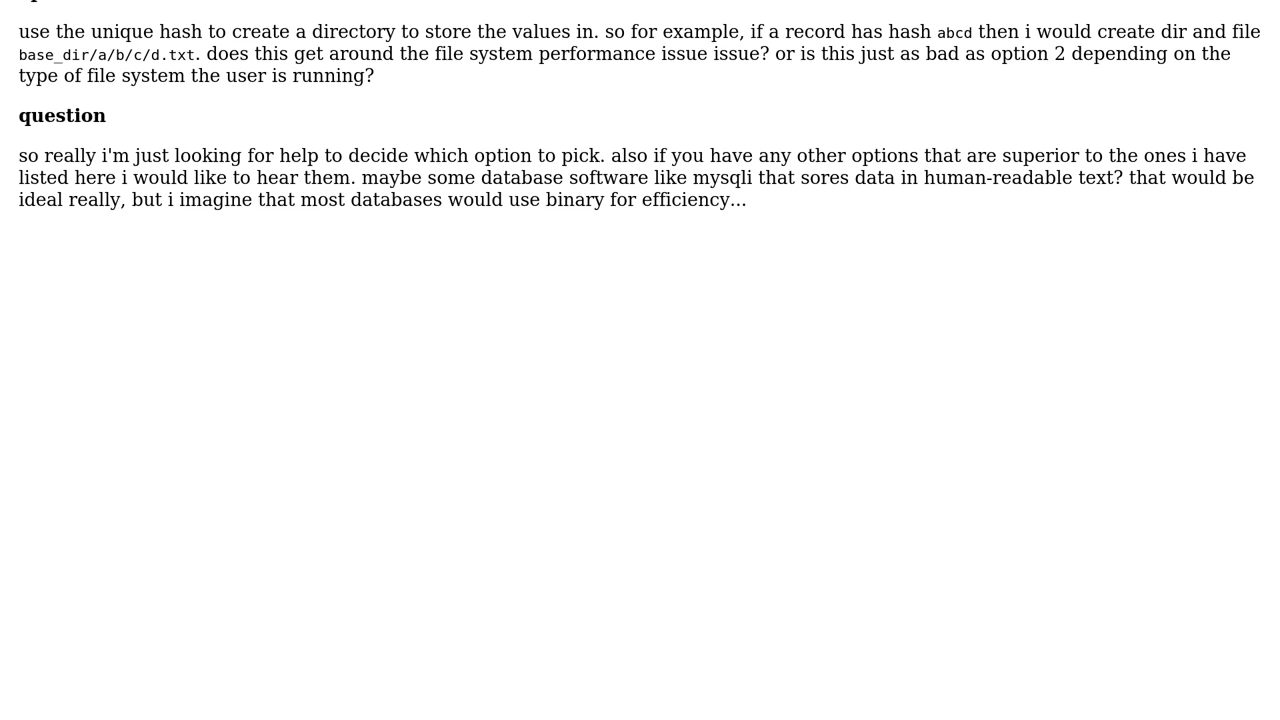 use the unique hash to create a directory to store the values in. so for example, if a record has hash abcd then i would create dir and file
base_dir/a/b/c/d.txt. does this get around the file system performance issue issue? or is this just as bad as option 2 depending on the
type of file system the user is running?
question
so really i'm just looking for help to decide which option to pick. also if you have any other options that are superior to the ones i have
listed here i would like to hear them. maybe some database software like mysqli that sores data in human-readable text? that would be
ideal really, but i imagine that most databases would use binary for efficiency...